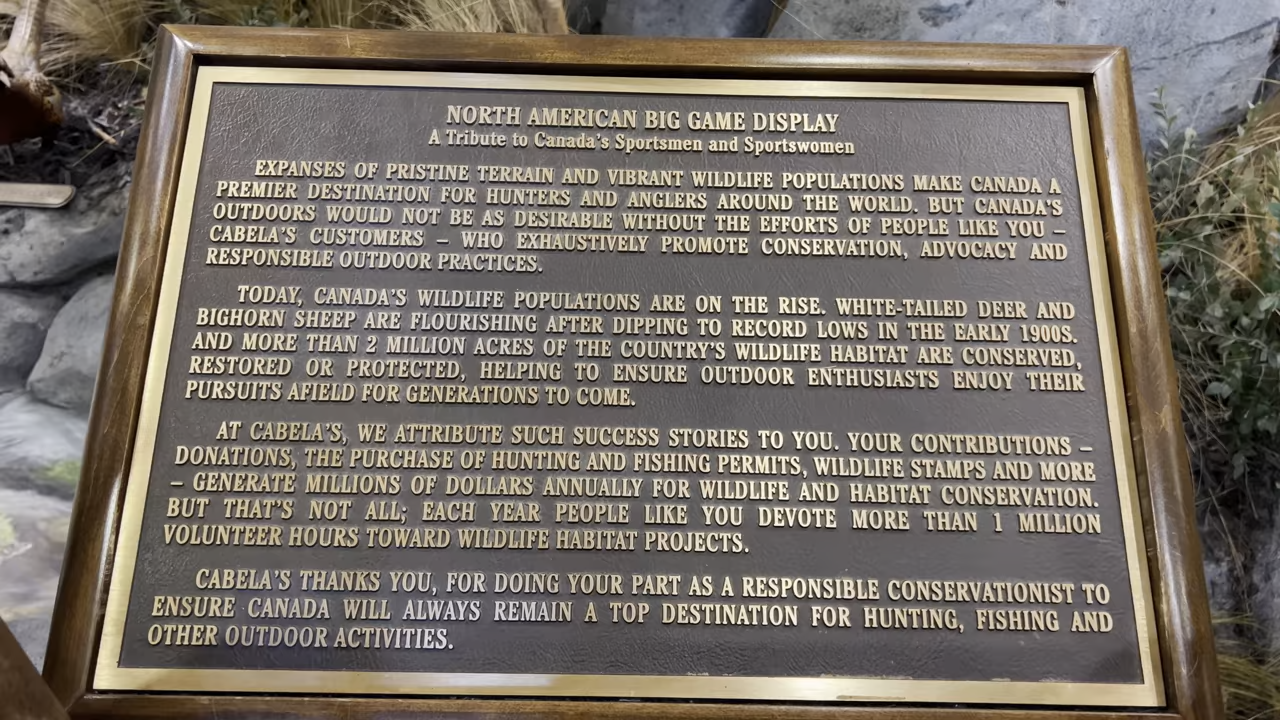 NORTH AMERICAN BIG GAME DISPLAY
A Tribute to Canada's Sportsmen and Sportswomen
EXPANSES OF PRISTINE TERRAIN AND VIBRANT WILDLIFE POPULATIONS MAKE CANADA A
PREMIER DESTINATION FOR HUNTERS AND ANGLERS AROUND THE WORLD. BUT CANADA'S
OUTDOORS WOULD NOT BE AS DESIRABLE WITHOUT THE EFFORTS OF PEOPLE LIKE YOU –
CABELA'S CUSTOMERS – WHO EXHAUSTIVELY PROMOTE CONSERVATION, ADVOCACY AND
RESPONSIBLE OUTDOOR PRACTICES.
TODAY, CANADA'S WILDLIFE POPULATIONS ARE ON THE RISE. WHITE-TAILED DEER AND
BIGHORN SHEEP ARE FLOURISHING AFTER DIPPING TO RECORD LOWS IN THE EARLY 1900S.
AND MORE THAN 2 MILLION ACRES OF THE COUNTRY'S WILDLIFE HABITAT ARE CONSERVED,
RESTORED OR PROTECTED, HELPING TO ENSURE OUTDOOR ENTHUSIASTS ENJOY THEIR
PURSUITS AFIELD FOR GENERATIONS TO COME.
AT CABELA'S, WE ATTRIBUTE SUCH SUCCESS STORIES TO YOU. YOUR CONTRIBUTIONS –
DONATIONS, THE PURCHASE OF HUNTING AND FISHING PERMITS, WILDLIFE STAMPS AND MORE
– GENERATE MILLIONS OF DOLLARS ANNUALLY FOR WILDLIFE AND HABITAT CONSERVATION.
BUT THAT'S NOT ALL; EACH YEAR PEOPLE LIKE YOU DEVOTE MORE THAN 1 MILLION
VOLUNTEER HOURS TOWARD WILDLIFE HABITAT PROJECTS.
CABELA'S THANKS YOU, FOR DOING YOUR PART AS A RESPONSIBLE CONSERVATIONIST TO
ENSURE CANADA WILL ALWAYS REMAIN A TOP DESTINATION FOR HUNTING, FISHING AND
OTHER OUTDOOR ACTIVITIES.